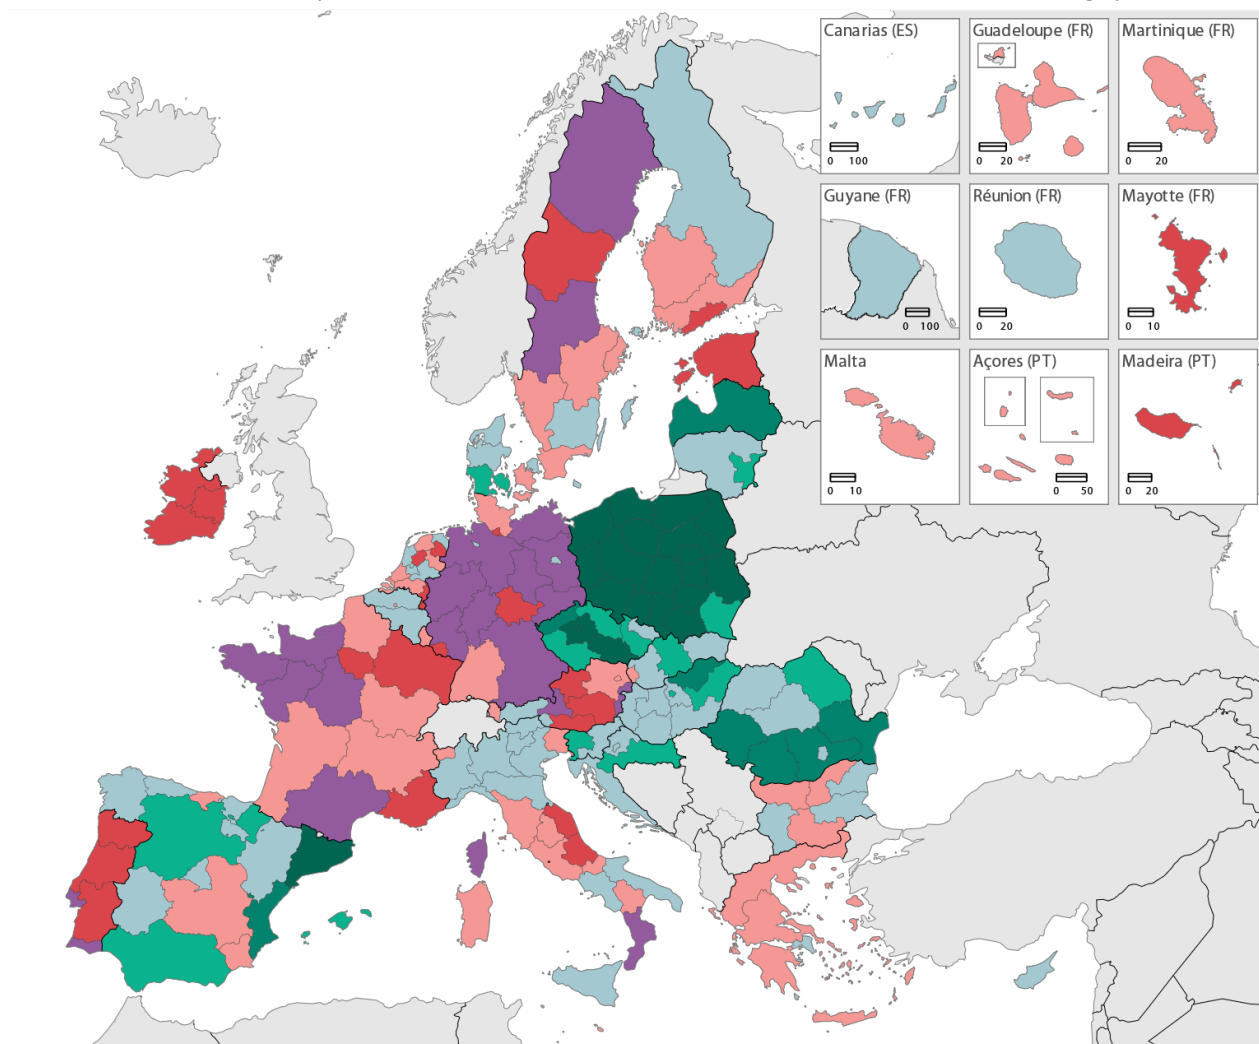 Canarias (ES)
0 100
Guadeloupe (FR)
0 20
Martinique (FR)
0 20
Guyane (FR)
0 100
Réunion (FR)
0 20
Mayotte (FR)
0 10
Malta
0 10
Açores (PT)
0 50
Madeira (PT)
0 20